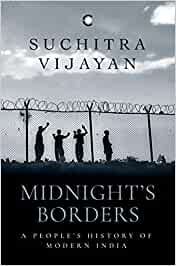 SUCHITRA
VIJAYAN
MIDNIGHT'S
BORDERS
A PEOPLE'S HISTORY OF
MODERN INDIA